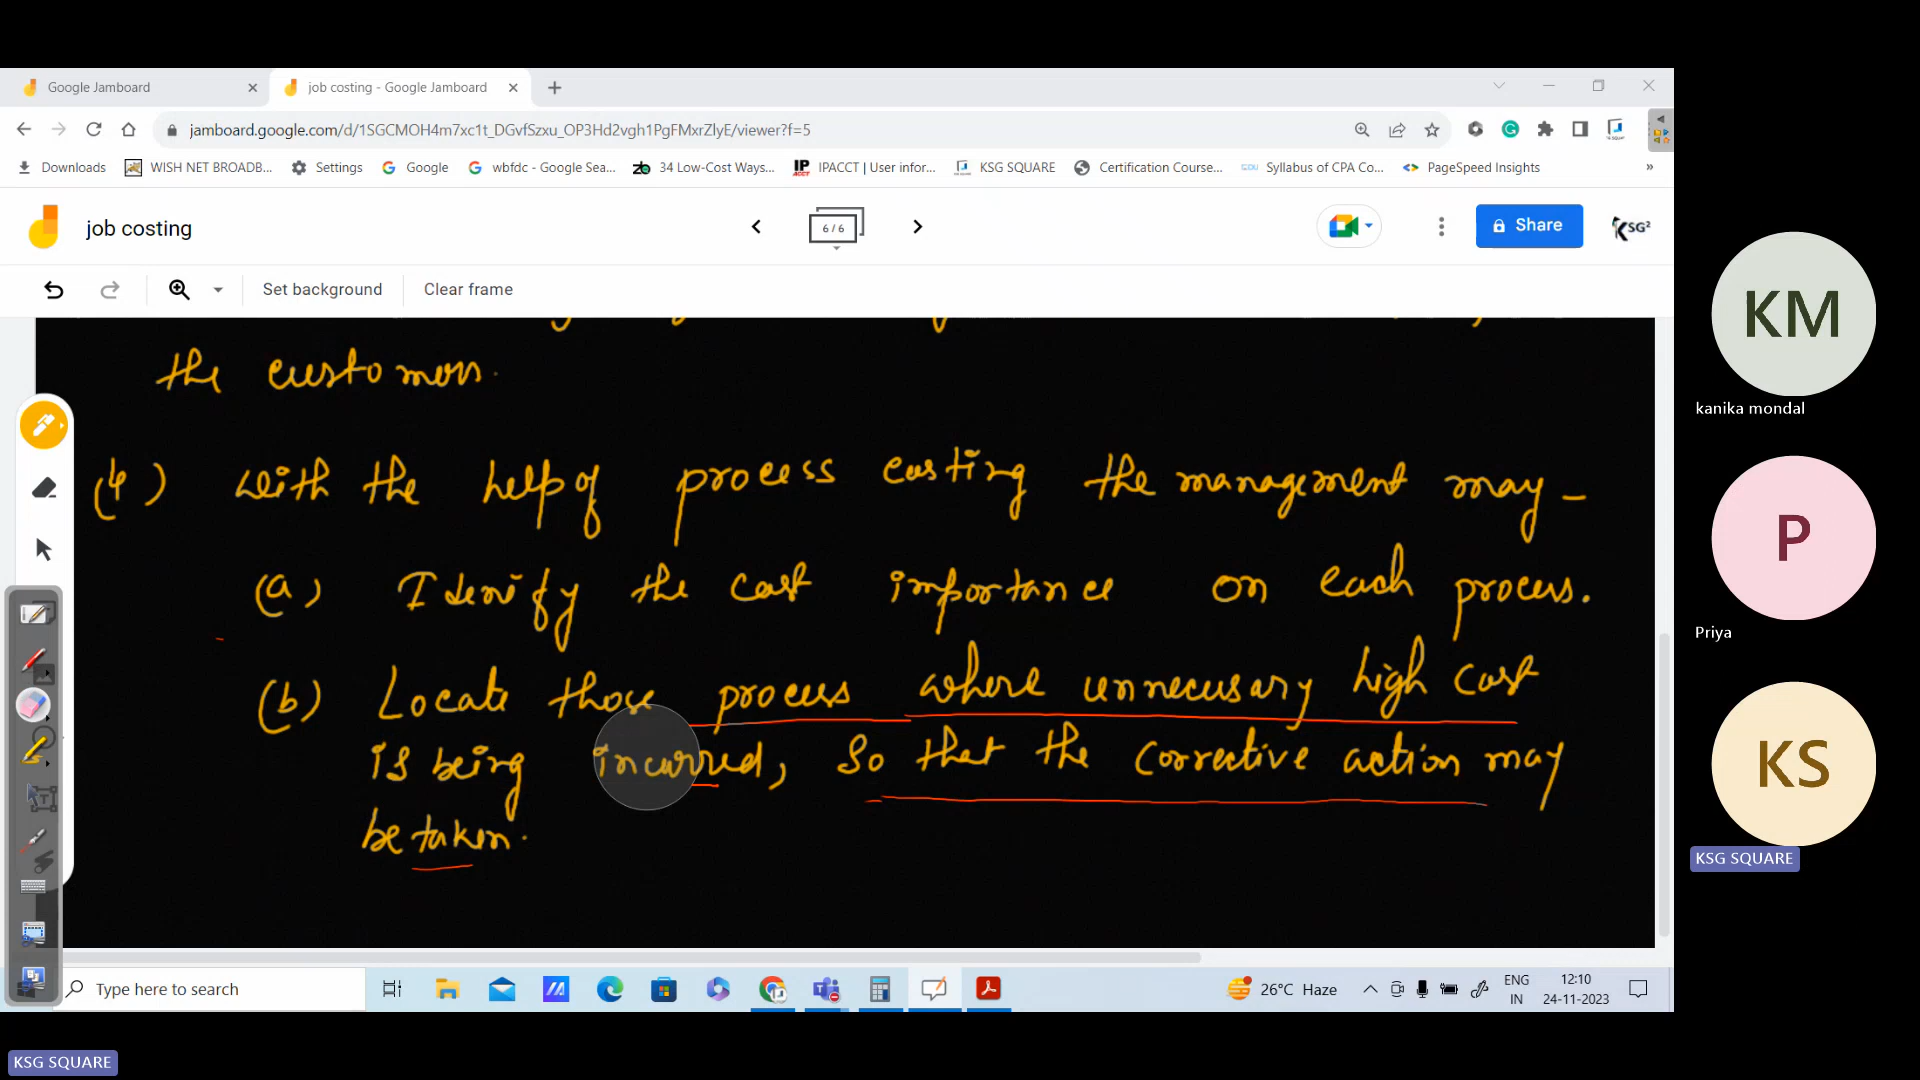 Google Jamboard
job costing - Google Jamboard
jamboard.google.com/d/1SGCMOH4m7xc1t_DGvfSzxu_OP3Hd2vgh1PgFMxrZlyE/viewer?f=5
Downloads WISH NET BROADB... Settings Google wbfdc - Google Sea... 34 Low-Cost Ways... IPACCT | User infor... KSG SQUARE Certification Course... Syllabus of CPA Co... PageSpeed Insights »
job costing
6 / 6
Share
KSG²
Set background Clear frame
the customers.
(4) with the help of process costing the management may -
(a) Identify the cost importance on each process.
(b) Locate those process where unnecessary high cost
is being incurred, so that the corrective action may
be taken.
KM
kanika mondal
P
Priya
KS
KSG SQUARE
Type here to search
26°C Haze
ENG
IN
12:10
24-11-2023
KSG SQUARE